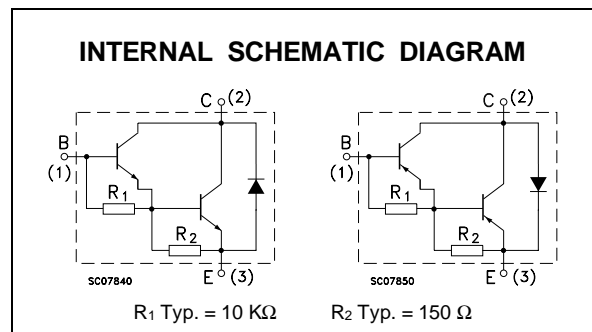 INTERNAL SCHEMATIC DIAGRAM
C (2) C (2)
B B
(1) (1)
R1 R1
R2 R2
SC07840 E (3) SC07850 E (3)
R1 Typ. = 10 KΩ R2 Typ. = 150 Ω